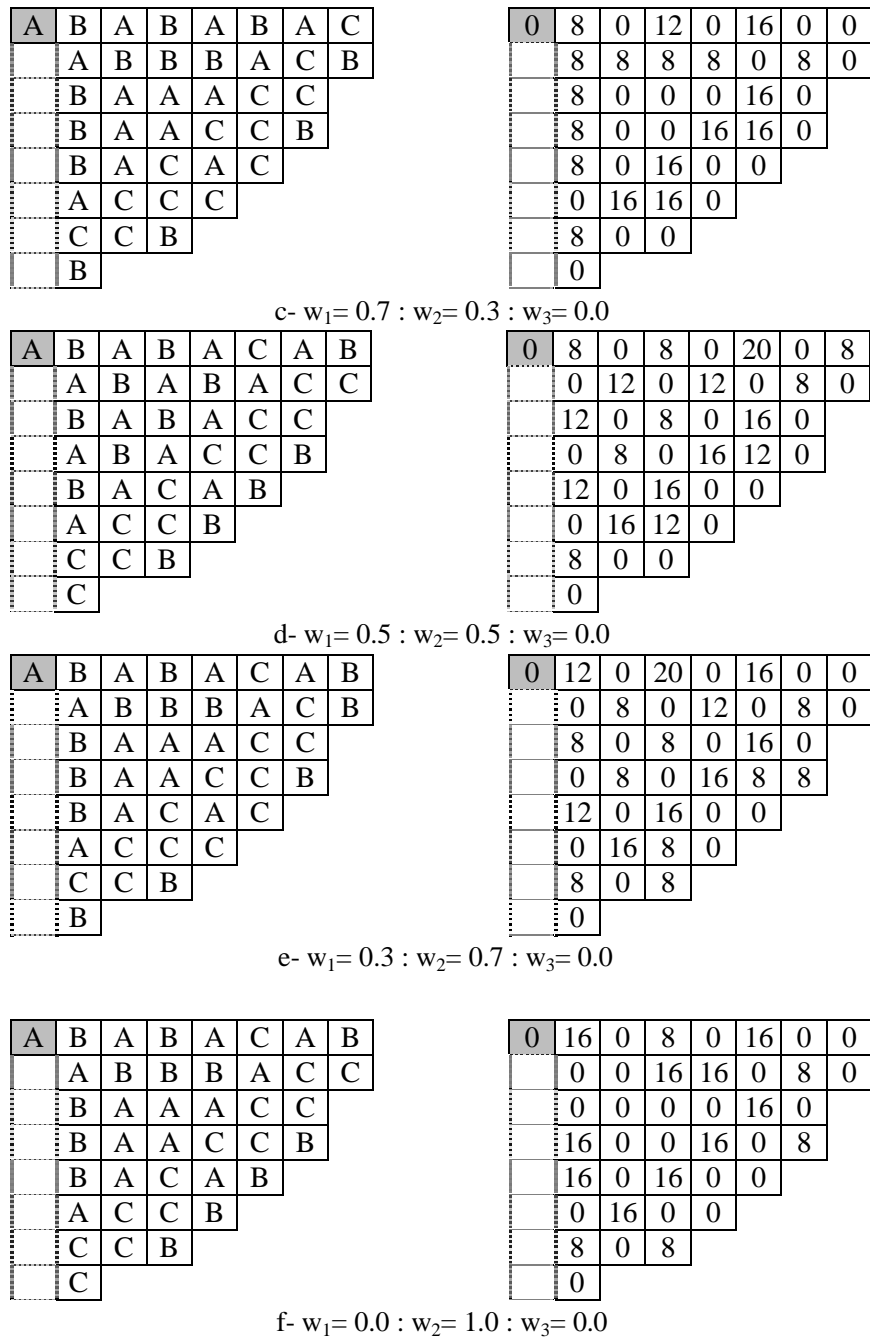 A B A B A B A C 0 8 0 12 0 16 0 0
A B B B A C B 8 8 8 8 0 8 0
B A A A C C 8 0 0 0 16 0
B A A C C B 8 0 0 16 16 0
B A C A C 8 0 16 0 0
A C C C 0 16 16 0
C C B 8 0 0
B 0
c- w₁= 0.7 : w₂= 0.3 : w₃= 0.0
A B A B A C A B 0 8 0 8 0 20 0 8
A B A B A C C 0 12 0 12 0 8 0
B A B A C C 12 0 8 0 16 0
A B A C C B 0 8 0 16 12 0
B A C A B 12 0 16 0 0
A C C B 0 16 12 0
C C B 8 0 0
C 0
d- w₁= 0.5 : w₂= 0.5 : w₃= 0.0
A B A B A C A B 0 12 0 20 0 16 0 0
A B B B A C B 0 8 0 12 0 8 0
B A A A C C 8 0 8 0 16 0
B A A C C B 0 8 0 16 8 8
B A C A C 12 0 16 0 0
A C C C 0 16 8 0
C C B 8 0 8
B 0
e- w₁= 0.3 : w₂= 0.7 : w₃= 0.0
A B A B A C A B 0 16 0 8 0 16 0 0
A B B B A C C 0 0 16 16 0 8 0
B A A A C C 0 0 0 0 16 0
B A A C C B 16 0 0 16 0 8
B A C A B 16 0 16 0 0
A C C B 0 16 0 0
C C B 8 0 8
C 0
f- w₁= 0.0 : w₂= 1.0 : w₃= 0.0